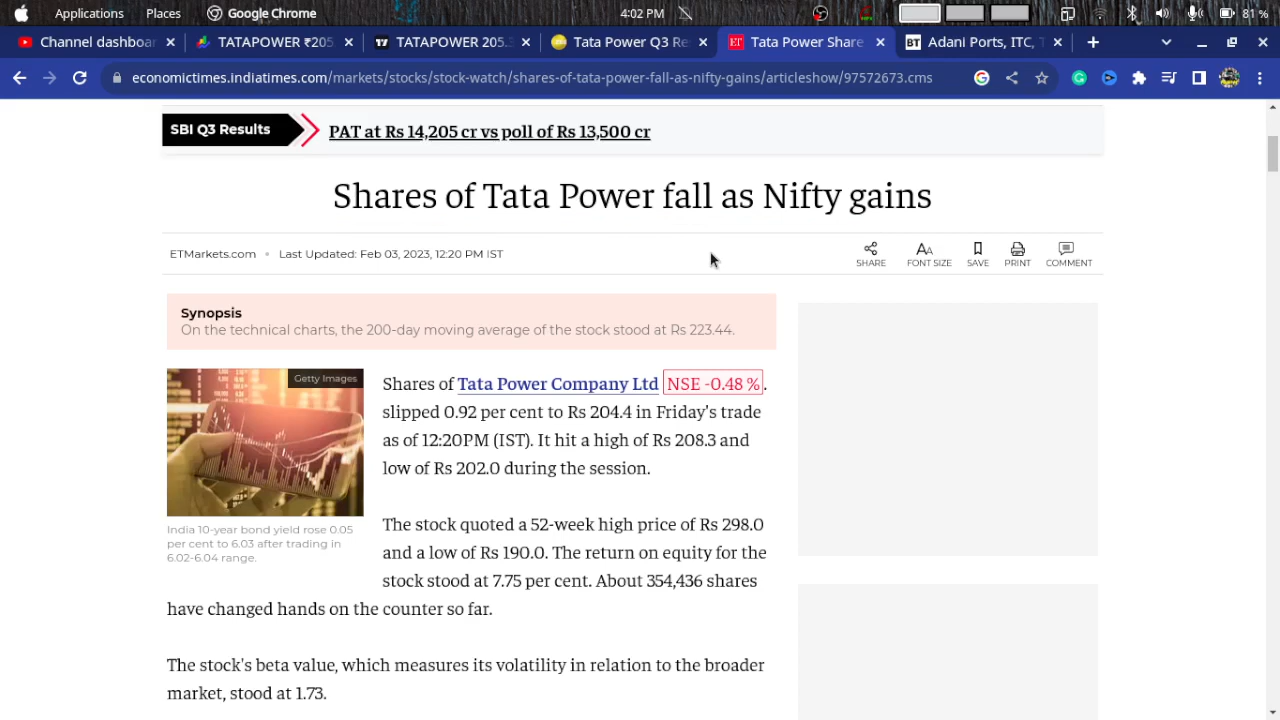 Applications Places Google Chrome 4:02 PM 81 %
Channel dashboa TATAPOWER ₹205 TATAPOWER 205.3 Tata Power Q3 Re ET Tata Power Share BT Adani Ports, ITC, T
economictimes.indiatimes.com/markets/stocks/stock-watch/shares-of-tata-power-fall-as-nifty-gains/articleshow/97572673.cms
SBI Q3 Results PAT at Rs 14,205 cr vs poll of Rs 13,500 cr
Shares of Tata Power fall as Nifty gains
ETMarkets.com • Last Updated: Feb 03, 2023, 12:20 PM IST
SHARE FONT SIZE SAVE PRINT COMMENT
Synopsis
On the technical charts, the 200-day moving average of the stock stood at Rs 223.44.
Getty Images
India 10-year bond yield rose 0.05
per cent to 6.03 after trading in
6.02-6.04 range.
Shares of Tata Power Company Ltd NSE -0.48 % .
slipped 0.92 per cent to Rs 204.4 in Friday's trade
as of 12:20PM (IST). It hit a high of Rs 208.3 and
low of Rs 202.0 during the session.
The stock quoted a 52-week high price of Rs 298.0
and a low of Rs 190.0. The return on equity for the
stock stood at 7.75 per cent. About 354,436 shares
have changed hands on the counter so far.
The stock's beta value, which measures its volatility in relation to the broader
market, stood at 1.73.